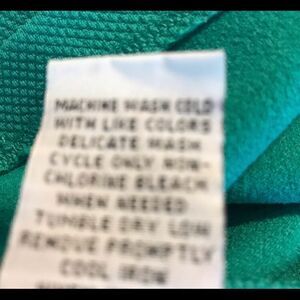 MACHINE WASH COLD
WITH LIKE COLORS
DELICATE WASH
CYCLE ONLY NON-
CHLORINE BLEACH
WHEN NEEDED
TUMBLE DRY LOW
REMOVE PROMPTLY
COOL IRON